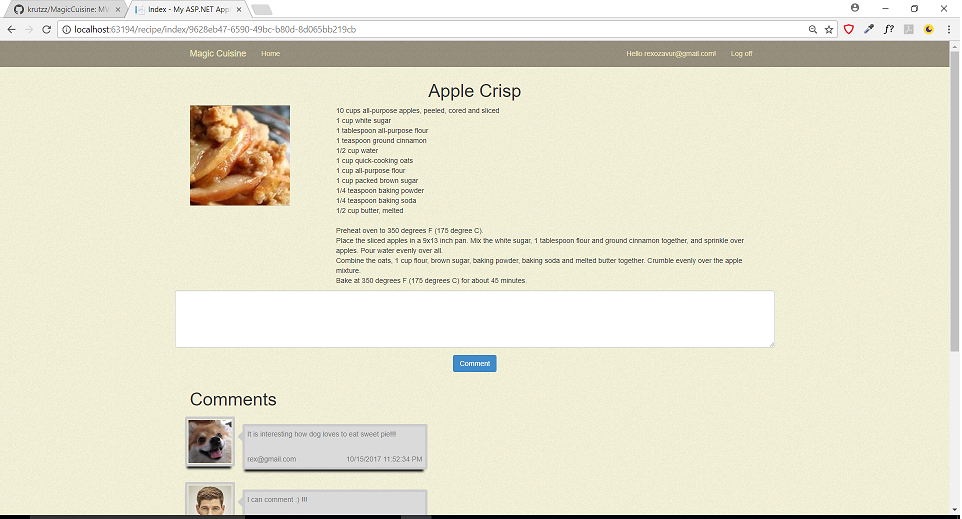 krutzz/MagicCuisine: MV
Index - My ASP.NET App
localhost:63194/recipe/index/9628eb47-6590-49bc-b80d-8d065bb219cb
f?
Magic Cuisine
Home
Hello rexozavur@gmail.com!
Log off
Apple Crisp
10 cups all-purpose apples, peeled, cored and sliced
1 cup white sugar
1 tablespoon all-purpose flour
1 teaspoon ground cinnamon
1/2 cup water
1 cup quick-cooking oats
1 cup all-purpose flour
1 cup packed brown sugar
1/4 teaspoon baking powder
1/4 teaspoon baking soda
1/2 cup butter, melted
Preheat oven to 350 degrees F (175 degree C).
Place the sliced apples in a 9x13 inch pan. Mix the white sugar, 1 tablespoon flour and ground cinnamon together, and sprinkle over
apples. Pour water evenly over all.
Combine the oats, 1 cup flour, brown sugar, baking powder, baking soda and melted butter together. Crumble evenly over the apple
mixture.
Bake at 350 degrees F (175 degrees C) for about 45 minutes.
Comment
Comments
It is interesting how dog loves to eat sweet pie!!!!
rex@gmail.com 10/15/2017 11:52:34 PM
I can comment :) !!!